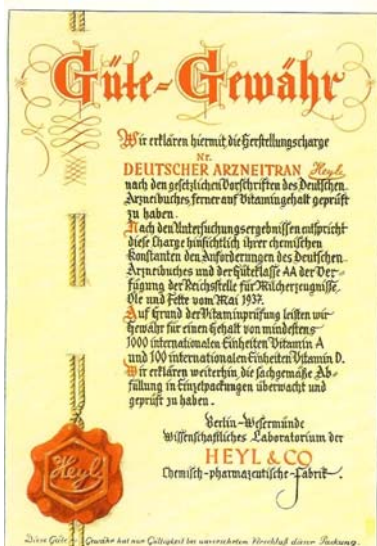 Güte-Gewähr
Wir erklären hiermit die Herstellungscharge
Nr.
DEUTSCHER ARZNEITRAN Heyl
nach den gesetzlichen Vorschriften des Deutschen
Arzneibuches, ferner auf Vitamingehalt geprüft
zu haben.
Nach den Untersuchungsergebnissen entspricht
diese Charge hinsichtlich ihrer chemischen
Konstanten den Anforderungen des Deutschen
Arzneibuches und der Güteklasse AA der Ver-
fügung der Reichsstelle für Milcherzeugnisse,
Öle und Fette vom Mai 1937.
Auf Grund der Vitaminprüfung leisten wir
Gewähr für einen Gehalt von mindestens
1000 internationalen Einheiten Vitamin A
und 100 internationalen Einheiten Vitamin D.
Wir erklären weiterhin, die sachgemäße Ab-
füllung in Einzelpackungen überwacht und
geprüft zu haben.
Berlin-Wesermünde
Wissenschaftliches Laboratorium der
HEYL & CO
Chemisch-pharmazeutische-Fabrik.
Heyl
Diese Güte-Gewähr hat nur Gültigkeit bei unversehrtem Verschluß dieser Packung.